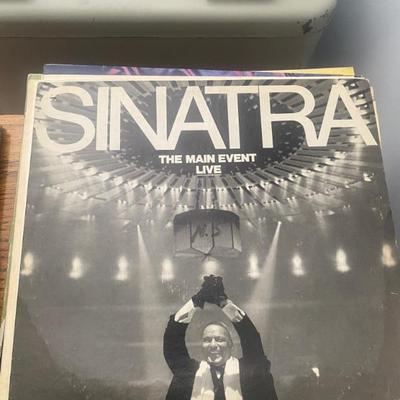 SINATRA
THE MAIN EVENT
LIVE